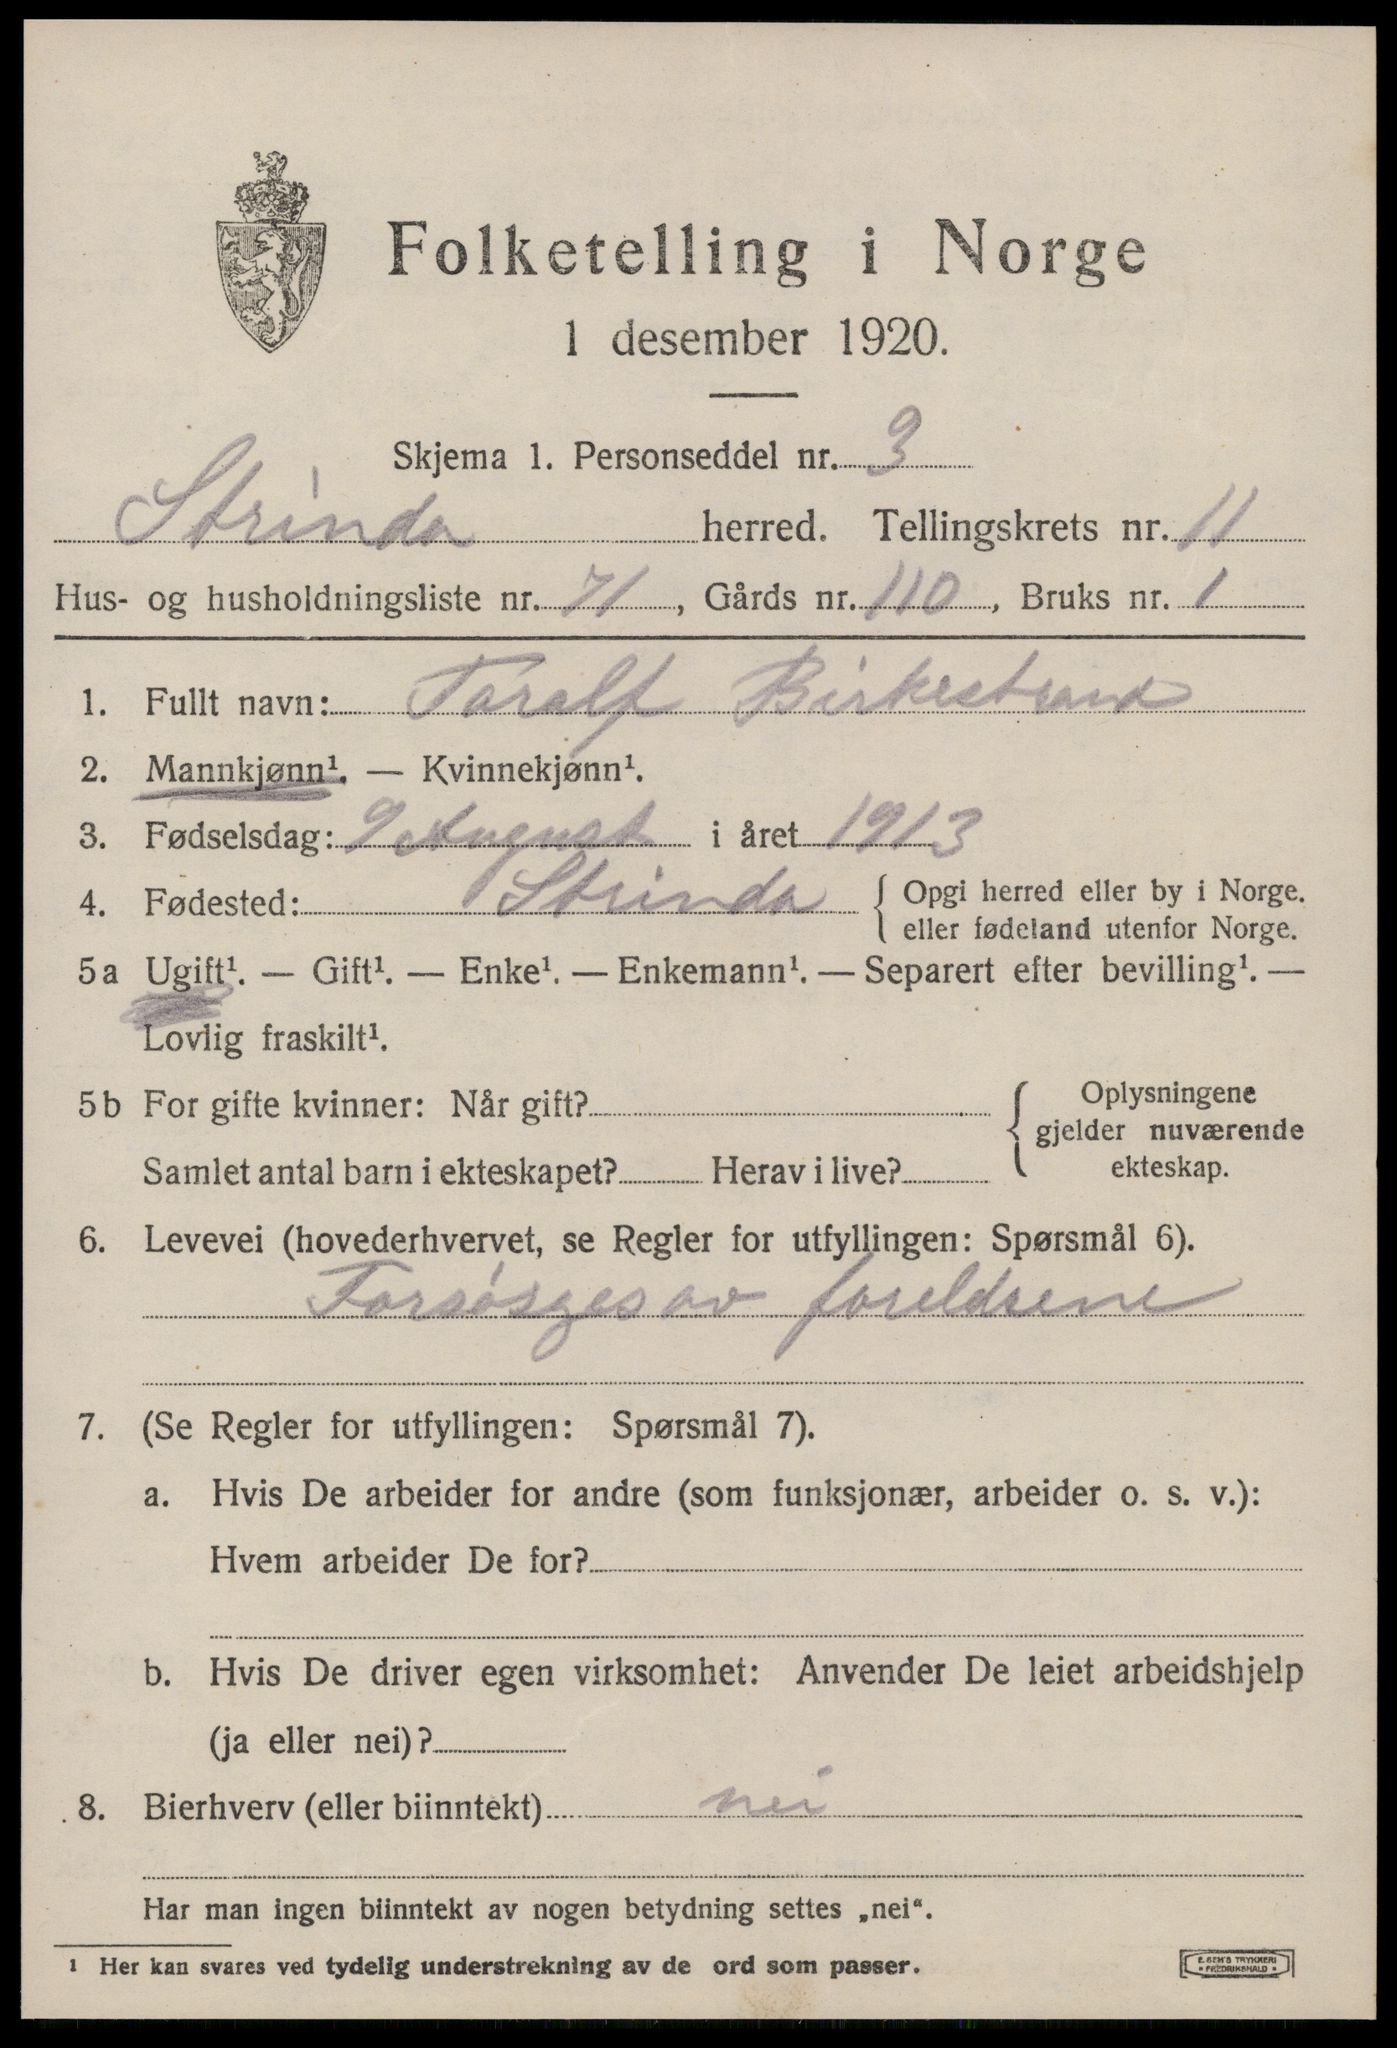 Folketelling i Norge
1 desember 1920.
Skjema 1. Personseddel nr. 3
Strinda herred. Tellingskrets nr. 11
Hus- og husholdningsliste nr. 71, Gårds nr. 110, Bruks nr. 1
1. Fullt navn: Toralf Birkestrand
2. Mannkjønn¹. — Kvinnekjønn¹.
3. Fødselsdag: 9 August i året 1913
4. Fødested: Strinda { Opgi herred eller by i Norge.
eller fødeland utenfor Norge.
5a Ugift¹. — Gift¹. — Enke¹. — Enkemann¹. — Separert efter bevilling¹. —
Lovlig fraskilt¹.
5b For gifte kvinner: Når gift? { Oplysningene
gjelder nuværende
Samlet antal barn i ekteskapet? Herav i live? ekteskap.
6. Levevei (hovederhvervet, se Regler for utfyllingen: Spørsmål 6).
Forsørges av foreldrene
7. (Se Regler for utfyllingen: Spørsmål 7).
a. Hvis De arbeider for andre (som funksjonær, arbeider o. s. v.):
Hvem arbeider De for?
b. Hvis De driver egen virksomhet: Anvender De leiet arbeidshjelp
(ja eller nei)?
8. Bierhverv (eller biinntekt) nei
Har man ingen biinntekt av nogen betydning settes „nei“.
¹ Her kan svares ved tydelig understrekning av de ord som passer.
E. SEM'S TRYKKERI
• FREDRIKSHALD •